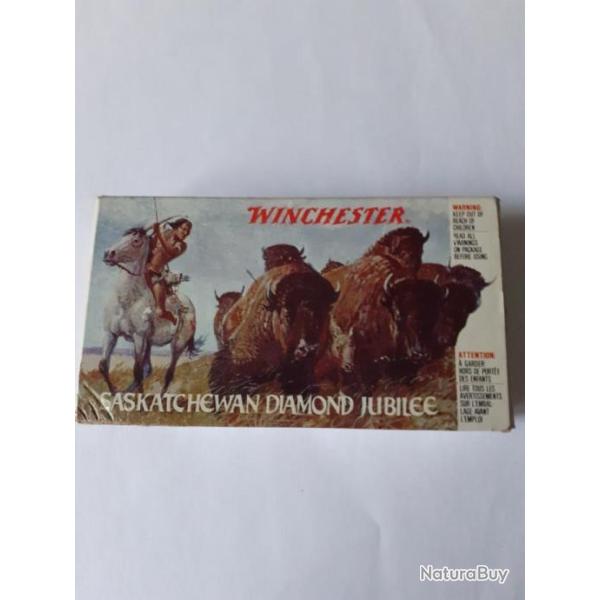 WINCHESTER
WARNING:
KEEP OUT OF
REACH OF
CHILDREN
READ ALL
WARNINGS
ON PACKAGE
BEFORE USING
ATTENTION:
À GARDER
HORS DE PORTÉE
DES ENFANTS
LIRE TOUS LES
AVERTISSEMENTS
SUR L'EMBAL-
LAGE AVANT
L'EMPLOI
SASKATCHEWAN DIAMOND JUBILEE
NaturaBuy